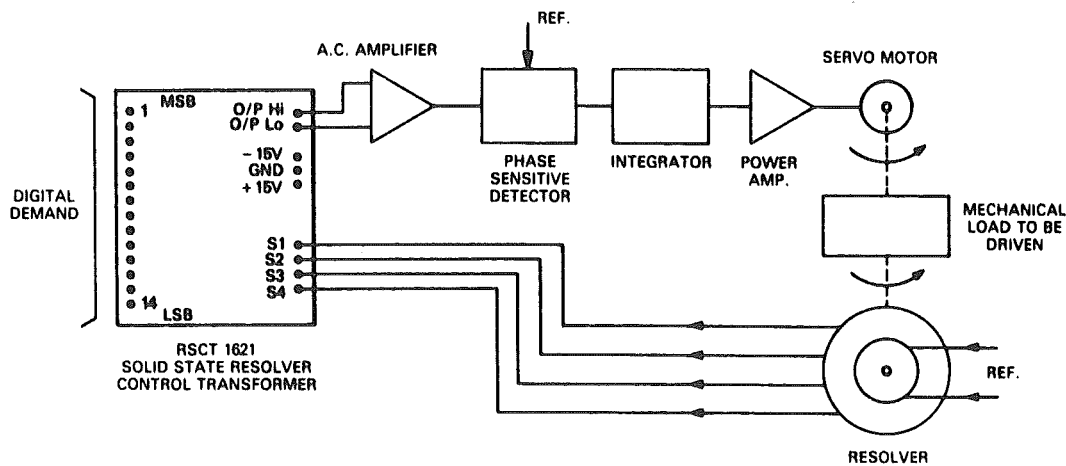 REF.
A.C. AMPLIFIER
SERVO MOTOR
MSB
1
O/P Hi
O/P Lo
- 15V
GND
+ 15V
PHASE
SENSITIVE
DETECTOR
INTEGRATOR
POWER
AMP.
DIGITAL
DEMAND
MECHANICAL
LOAD TO BE
DRIVEN
S1
S2
S3
S4
14
LSB
RSCT 1621
SOLID STATE RESOLVER
CONTROL TRANSFORMER
REF.
RESOLVER